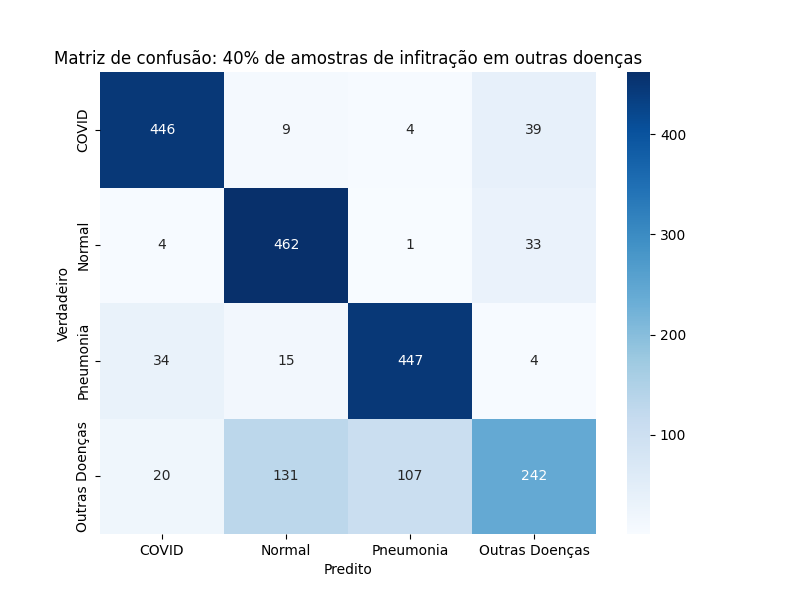 Matriz de confusão: 40% de amostras de infitração em outras doenças
Verdadeiro
COVID
446 9 4 39
Normal
4 462 1 33
Pneumonia
34 15 447 4
Outras Doenças
20 131 107 242
COVID Normal Pneumonia Outras Doenças
Predito
400
300
200
100